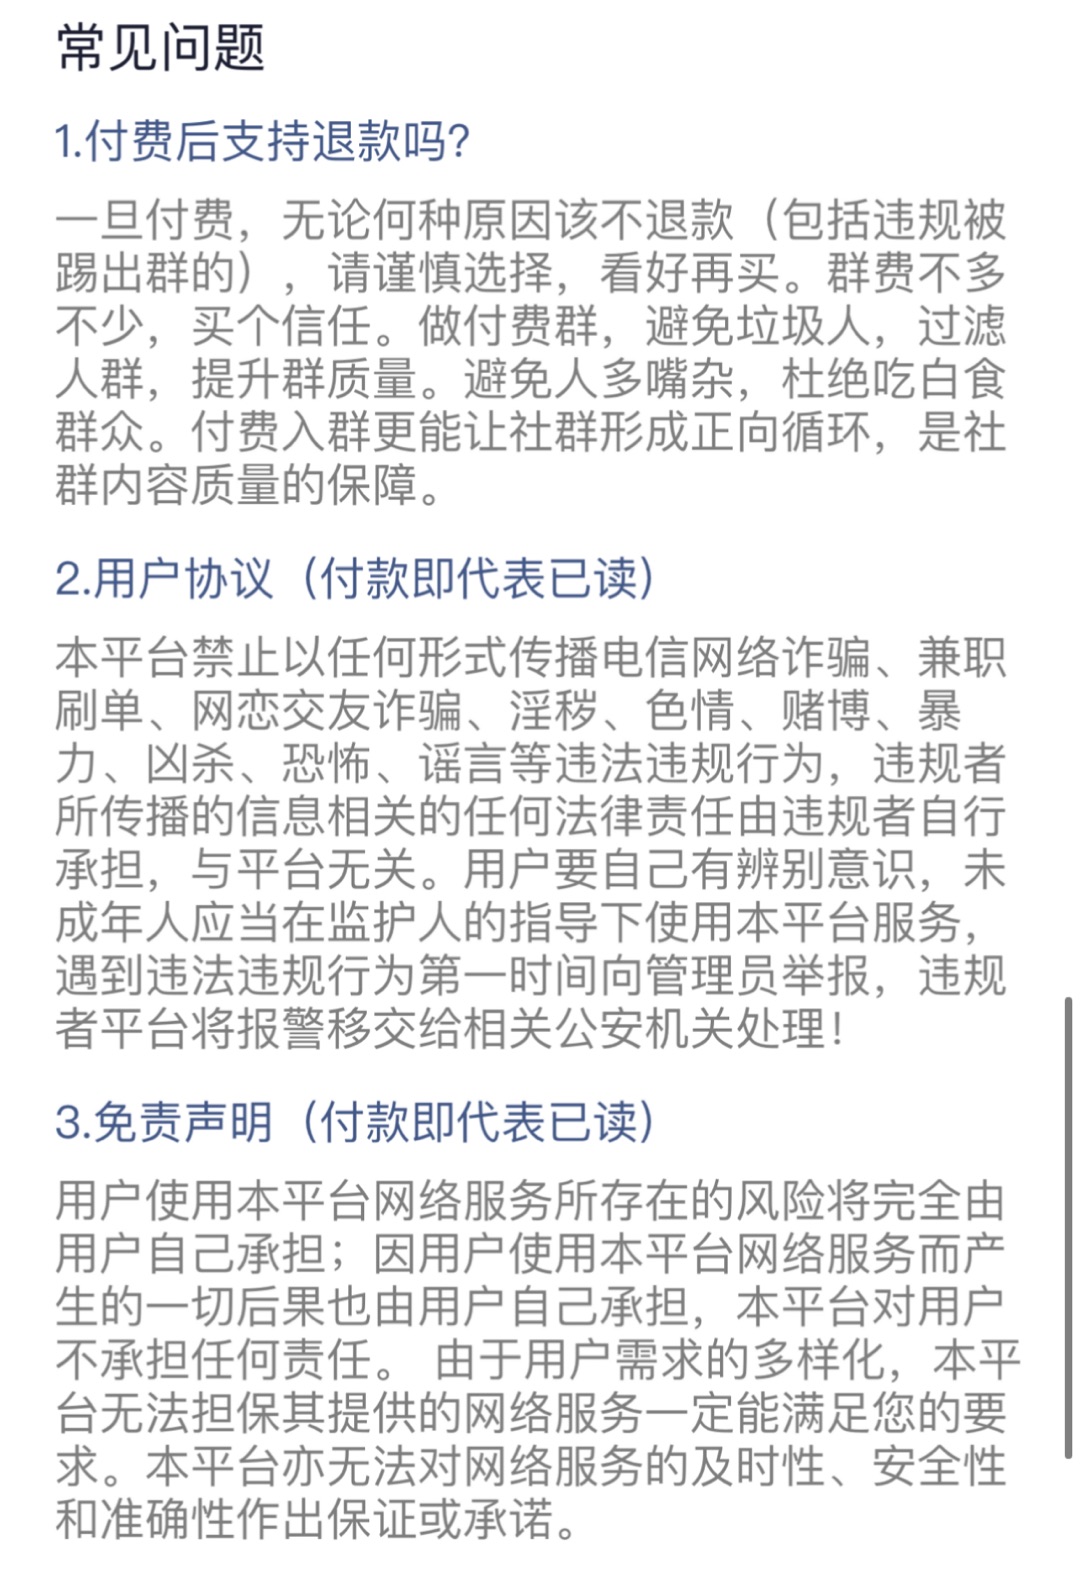 常见问题
1.付费后支持退款吗？
一旦付费，无论何种原因该不退款（包括违规被
踢出群的），请谨慎选择，看好再买。群费不多
不少，买个信任。做付费群，避免垃圾人，过滤
人群，提升群质量。避免人多嘴杂，杜绝吃白食
群众。付费入群更能让社群形成正向循环，是社
群内容质量的保障。
2.用户协议（付款即代表已读）
本平台禁止以任何形式传播电信网络诈骗、兼职
刷单、网恋交友诈骗、淫秽、色情、赌博、暴
力、凶杀、恐怖、谣言等违法违规行为，违规者
所传播的信息相关的任何法律责任由违规者自行
承担，与平台无关。用户要自己有辨别意识，未
成年人应当在监护人的指导下使用本平台服务，
遇到违法违规行为第一时间向管理员举报，违规
者平台将报警移交给相关公安机关处理！
3.免责声明（付款即代表已读）
用户使用本平台网络服务所存在的风险将完全由
用户自己承担；因用户使用本平台网络服务而产
生的一切后果也由用户自己承担，本平台对用户
不承担任何责任。 由于用户需求的多样化，本平
台无法担保其提供的网络服务一定能满足您的要
求。本平台亦无法对网络服务的及时性、安全性
和准确性作出保证或承诺。